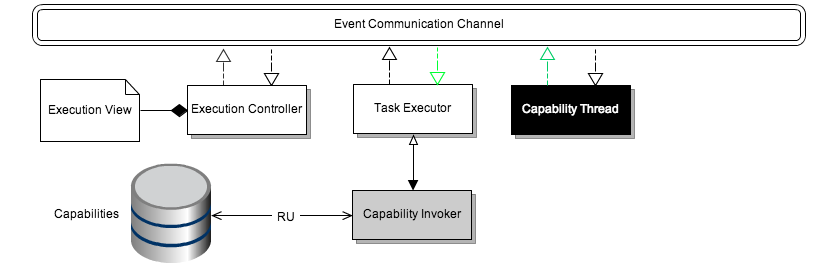 Event Communication Channel
Execution View
Execution Controller
Task Executor
Capability Thread
Capabilities
RU
Capability Invoker